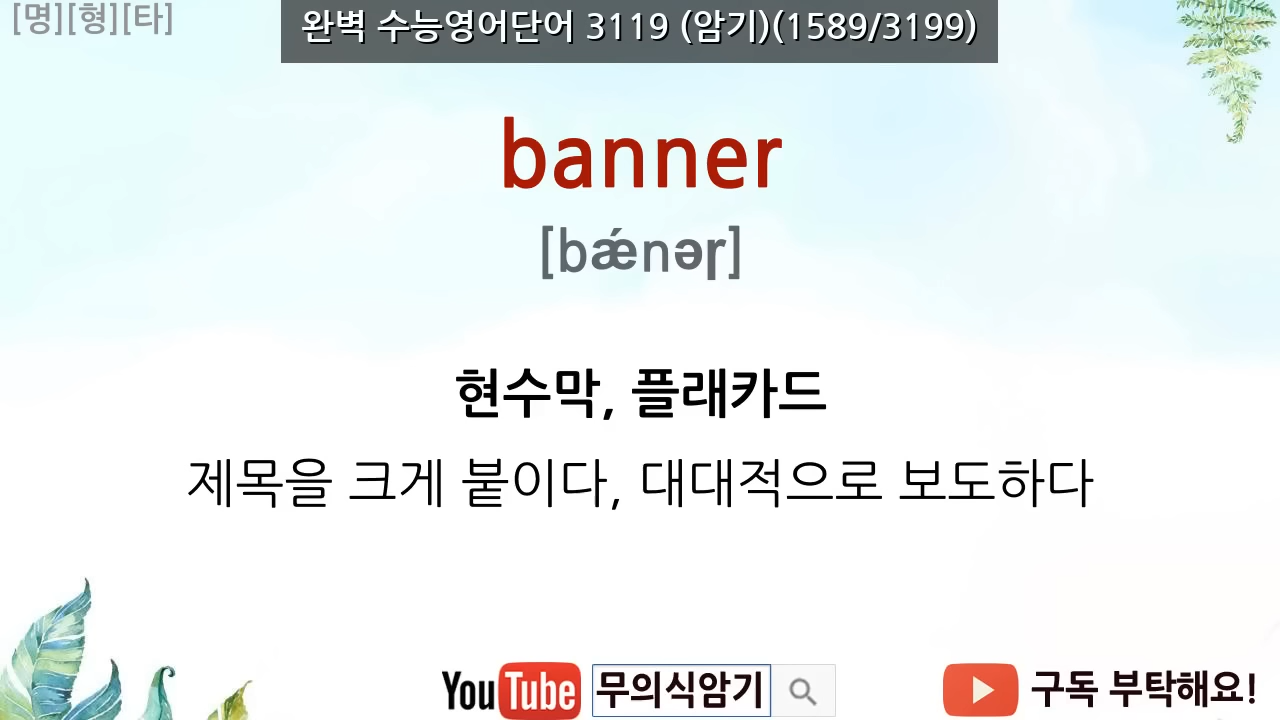 [명][형][타]
완벽 수능영어단어 3119 (암기)(1589/3199)
banner
[bǽnəɼ]
현수막, 플래카드
제목을 크게 붙이다, 대대적으로 보도하다
YouTube 무의식암기 구독 부탁해요!